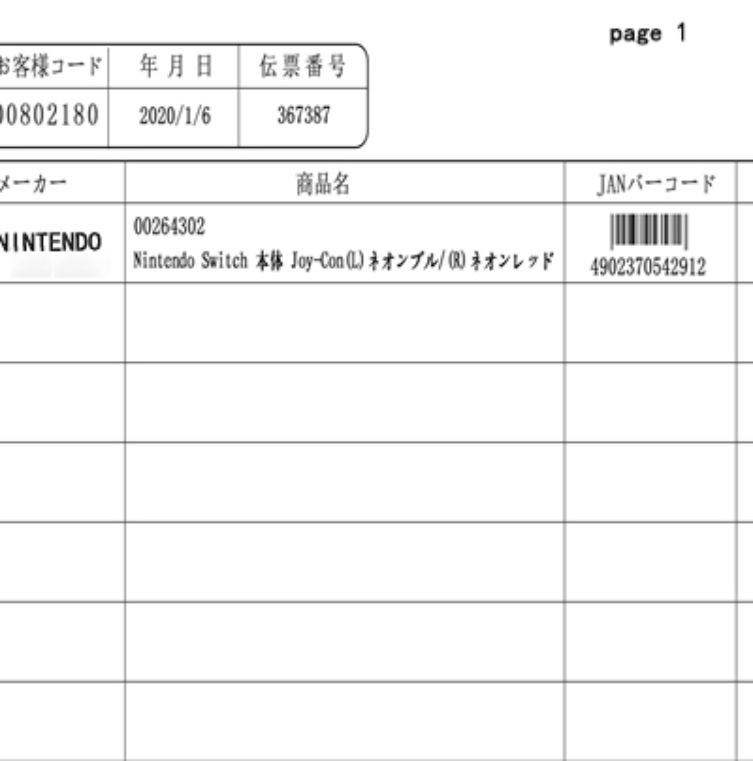 page 1
お客様コード 年月日 伝票番号
00802180 2020/1/6 367387
メーカー 商品名 JANバーコード
NINTENDO
00264302
Nintendo Switch 本体 Joy-Con(L)ネオンブル/(R)ネオンレッド
4902370542912